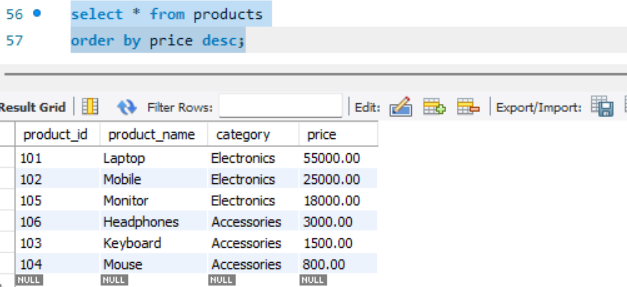 56 select * from products
57 order by price desc;
Result Grid Filter Rows: Edit: Export/Import:
product_id product_name category price
101 Laptop Electronics 55000.00
102 Mobile Electronics 25000.00
105 Monitor Electronics 18000.00
106 Headphones Accessories 3000.00
103 Keyboard Accessories 1500.00
104 Mouse Accessories 800.00
NULL NULL NULL NULL